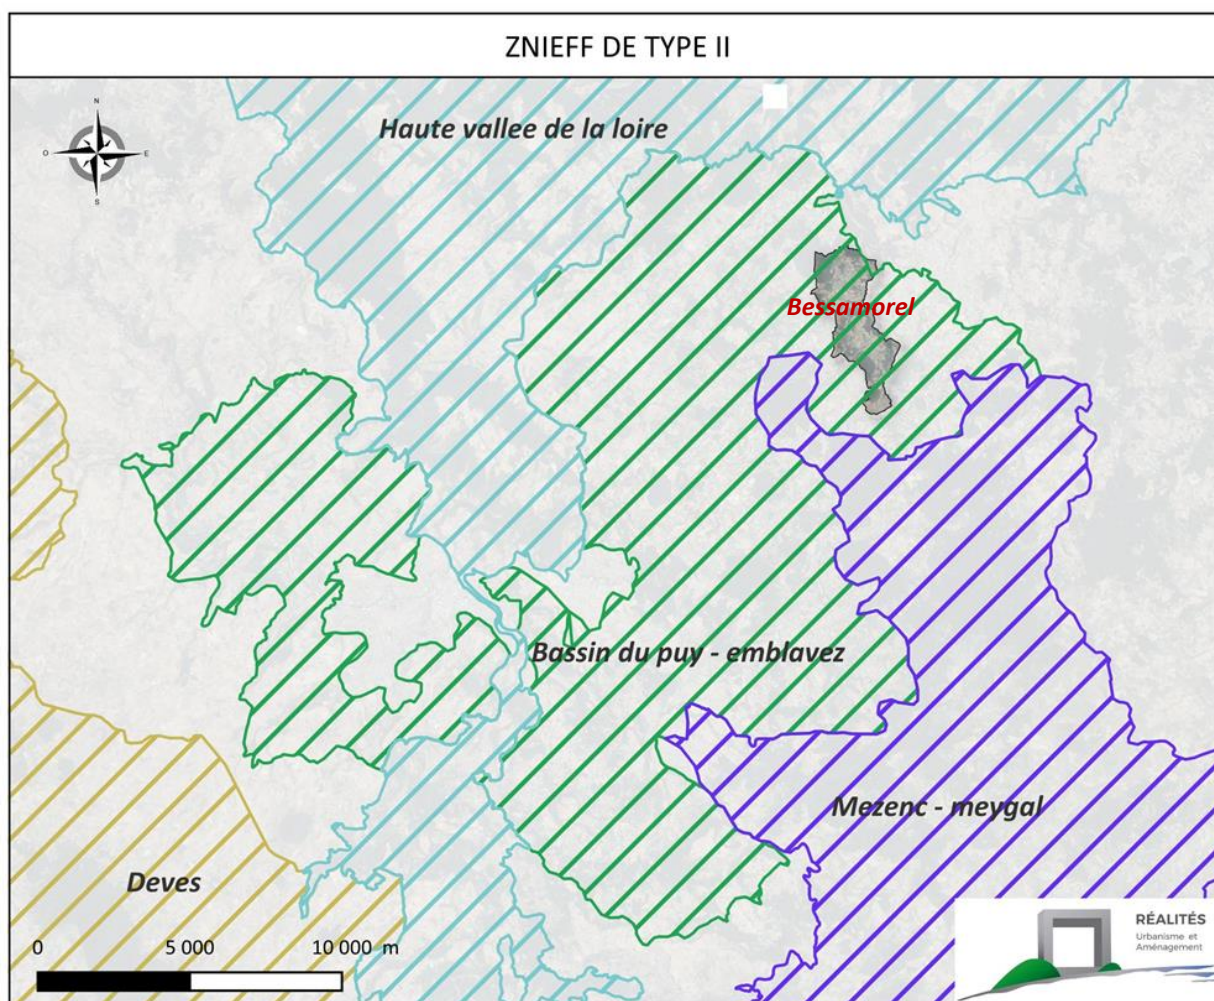 ZNIEFF DE TYPE II
Haute vallee de la loire
N
O
E
S
Bessamorel
Bassin du puy - emblavez
Mezenc - meygal
Deves
0 5 000 10 000 m
RÉALITÉS
Urbanisme et
Aménagement